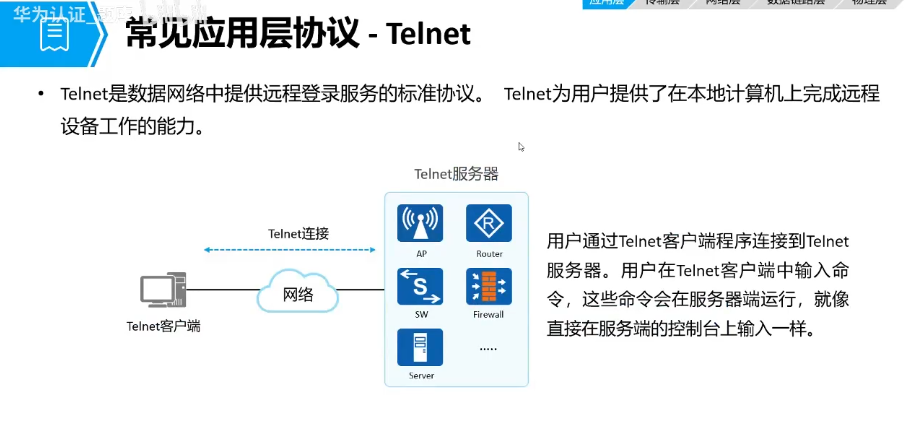 华为认证_
应用层 传输层 网络层 数据链路层 物理层
常见应用层协议 - Telnet
• Telnet是数据网络中提供远程登录服务的标准协议。 Telnet为用户提供了在本地计算机上完成远程
设备工作的能力。
Telnet服务器
Telnet连接
AP
Router
网络
SW
Firewall
Telnet客户端
Server
.....
用户通过Telnet客户端程序连接到Telnet
服务器。用户在Telnet客户端中输入命
令，这些命令会在服务器端运行，就像
直接在服务端的控制台上输入一样。
R
S